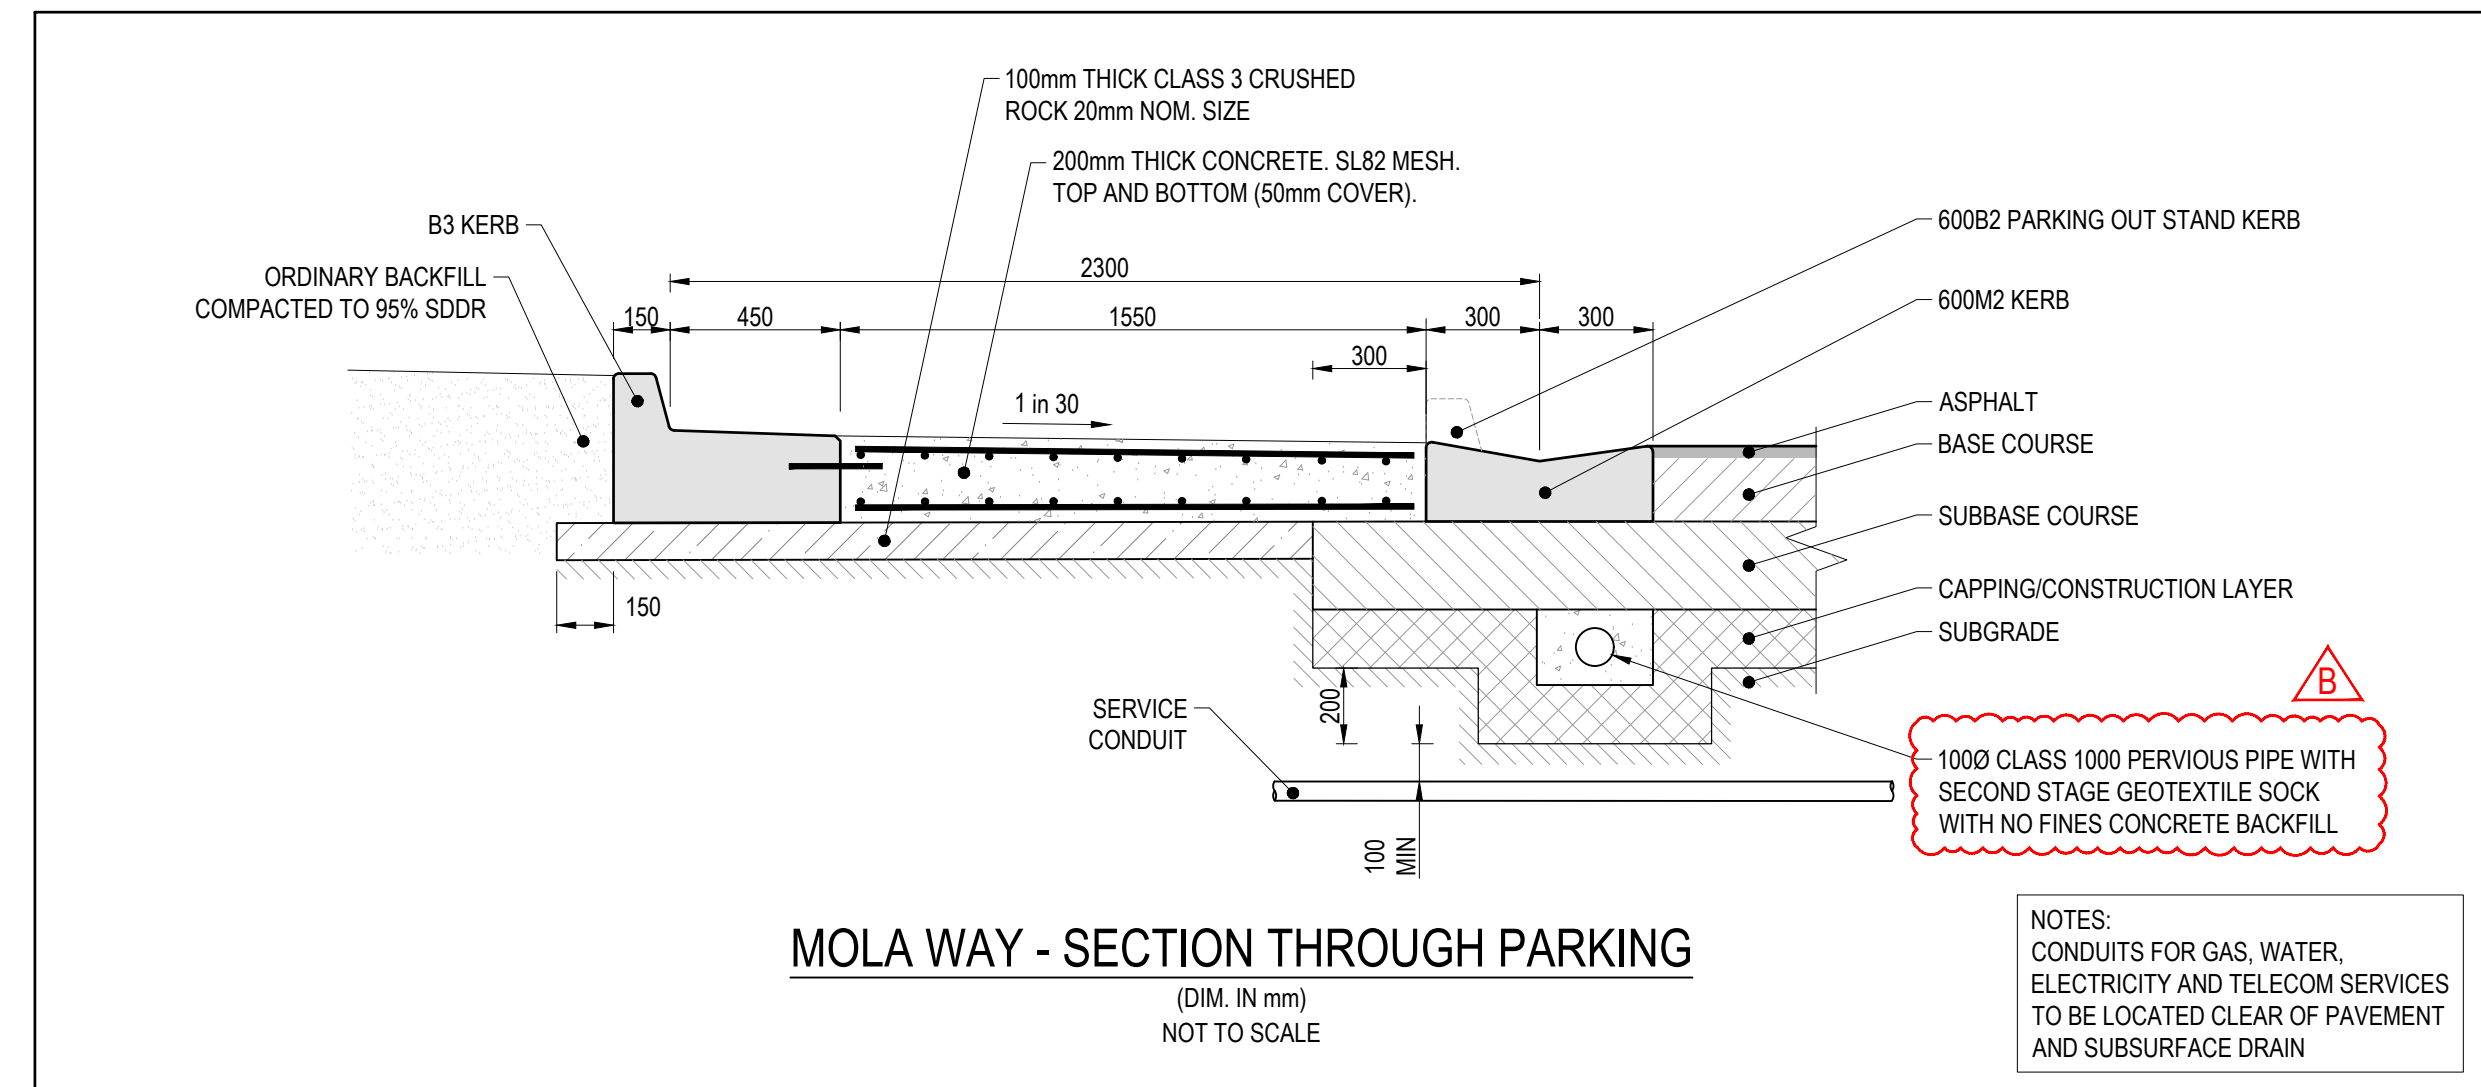 100mm THICK CLASS 3 CRUSHED
ROCK 20mm NOM. SIZE
200mm THICK CONCRETE. SL82 MESH.
TOP AND BOTTOM (50mm COVER).
B3 KERB
ORDINARY BACKFILL
COMPACTED TO 95% SDDR
600B2 PARKING OUT STAND KERB
600M2 KERB
2300
150
450
1550
300
300
300
1 in 30
ASPHALT
BASE COURSE
SUBBASE COURSE
CAPPING/CONSTRUCTION LAYER
SUBGRADE
150
200
SERVICE
CONDUIT
100
MIN
B
100Ø CLASS 1000 PERVIOUS PIPE WITH
SECOND STAGE GEOTEXTILE SOCK
WITH NO FINES CONCRETE BACKFILL
MOLA WAY - SECTION THROUGH PARKING
(DIM. IN mm)
NOT TO SCALE
NOTES:
CONDUITS FOR GAS, WATER,
ELECTRICITY AND TELECOM SERVICES
TO BE LOCATED CLEAR OF PAVEMENT
AND SUBSURFACE DRAIN